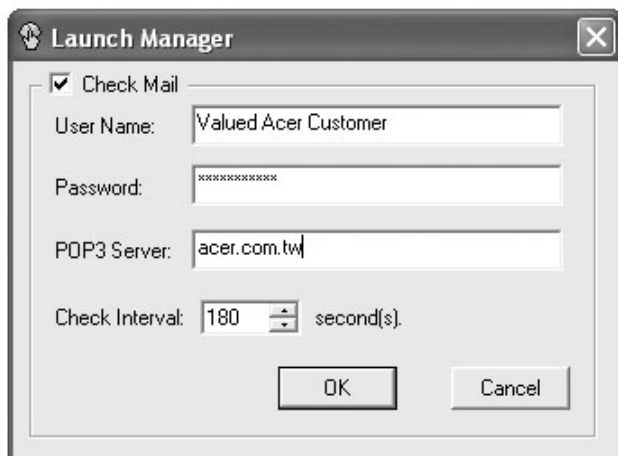 Launch Manager
Check Mail
User Name: Valued Acer Customer
Password: ***********
POP3 Server: acer.com.tw
Check Interval: 180 second(s).
OK Cancel